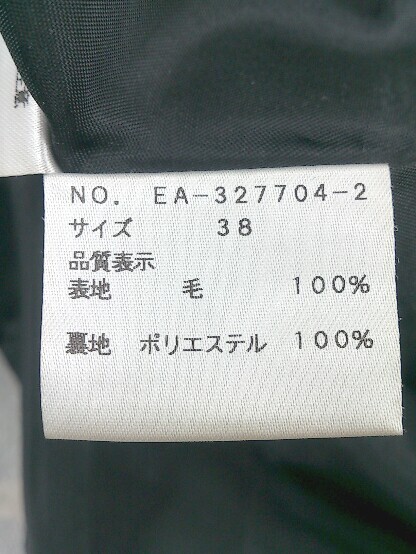 NO. EA-327704-2
サイズ 38
品質表示
表地 毛 100%
裏地 ポリエステル 100%